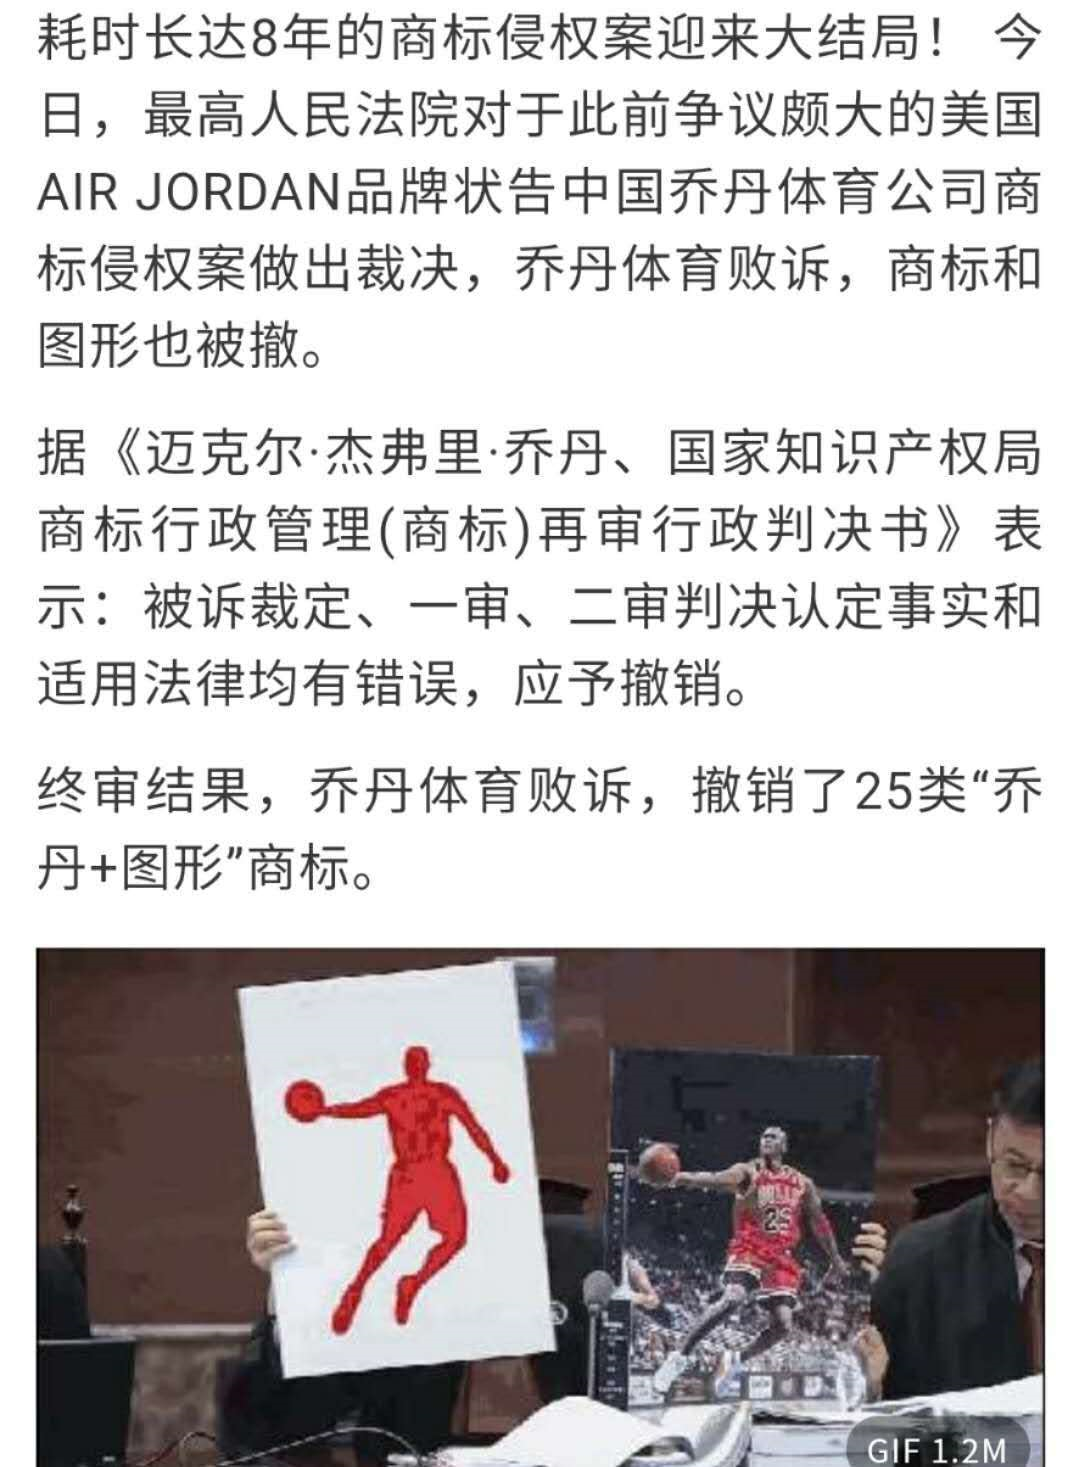 耗时长达8年的商标侵权案迎来大结局！ 今
日，最高人民法院对于此前争议颇大的美国
AIR JORDAN品牌状告中国乔丹体育公司商
标侵权案做出裁决，乔丹体育败诉，商标和
图形也被撤。
据《迈克尔·杰弗里·乔丹、国家知识产权局
商标行政管理(商标)再审行政判决书》表
示：被诉裁定、一审、二审判决认定事实和
适用法律均有错误，应予撤销。
终审结果，乔丹体育败诉，撤销了25类“乔
丹+图形”商标。
BULLS
23
GIF 1.2M